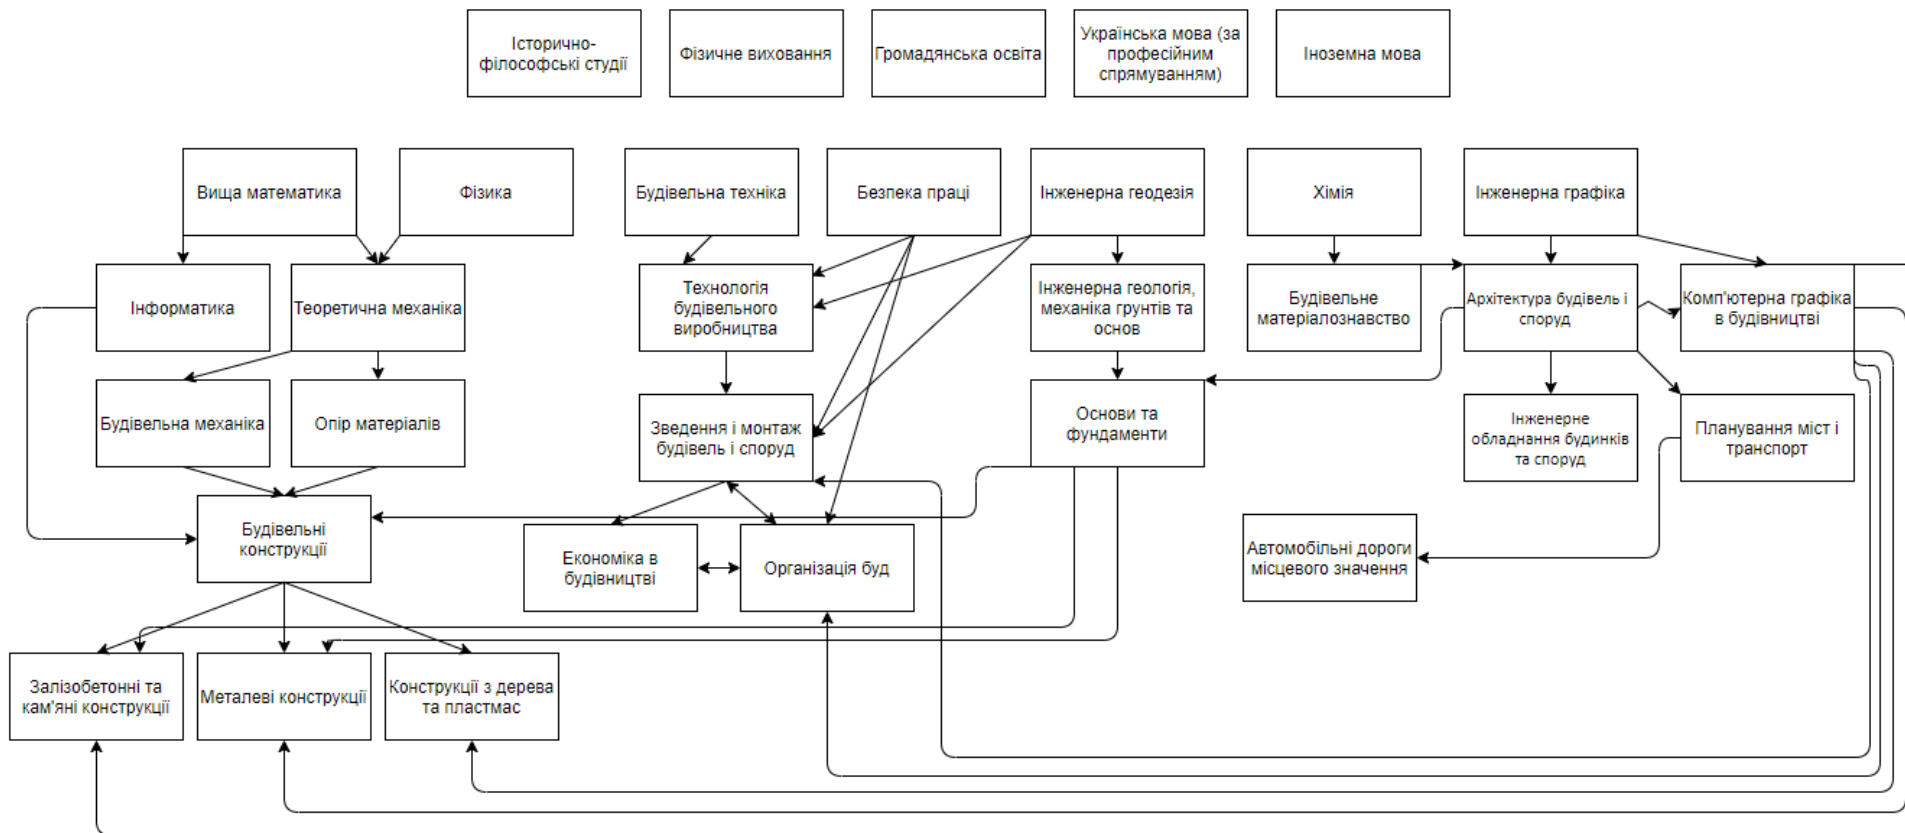 Історично-
філософські студії
Фізичне виховання
Громадянська освіта
Українська мова (за
професійним
спрямуванням)
Іноземна мова
Вища математика
Фізика
Будівельна техніка
Безпека праці
Інженерна геодезія
Хімія
Інженерна графіка
Інформатика
Теоретична механіка
Технологія
будівельного
виробництва
Інженерна геологія,
механіка грунтів та
основ
Будівельне
матеріалознавство
Архітектура будівель і
споруд
Комп'ютерна графіка
в будівництві
Будівельна механіка
Опір матеріалів
Зведення і монтаж
будівель і споруд
Основи та
фундаменти
Інженерне
обладнання будинків
та споруд
Планування міст і
транспорт
Будівельні
конструкції
Економіка в
будівництві
Організація буд
Автомобільні дороги
місцевого значення
Залізобетонні та
кам'яні конструкції
Металеві конструкції
Конструкції з дерева
та пластмас